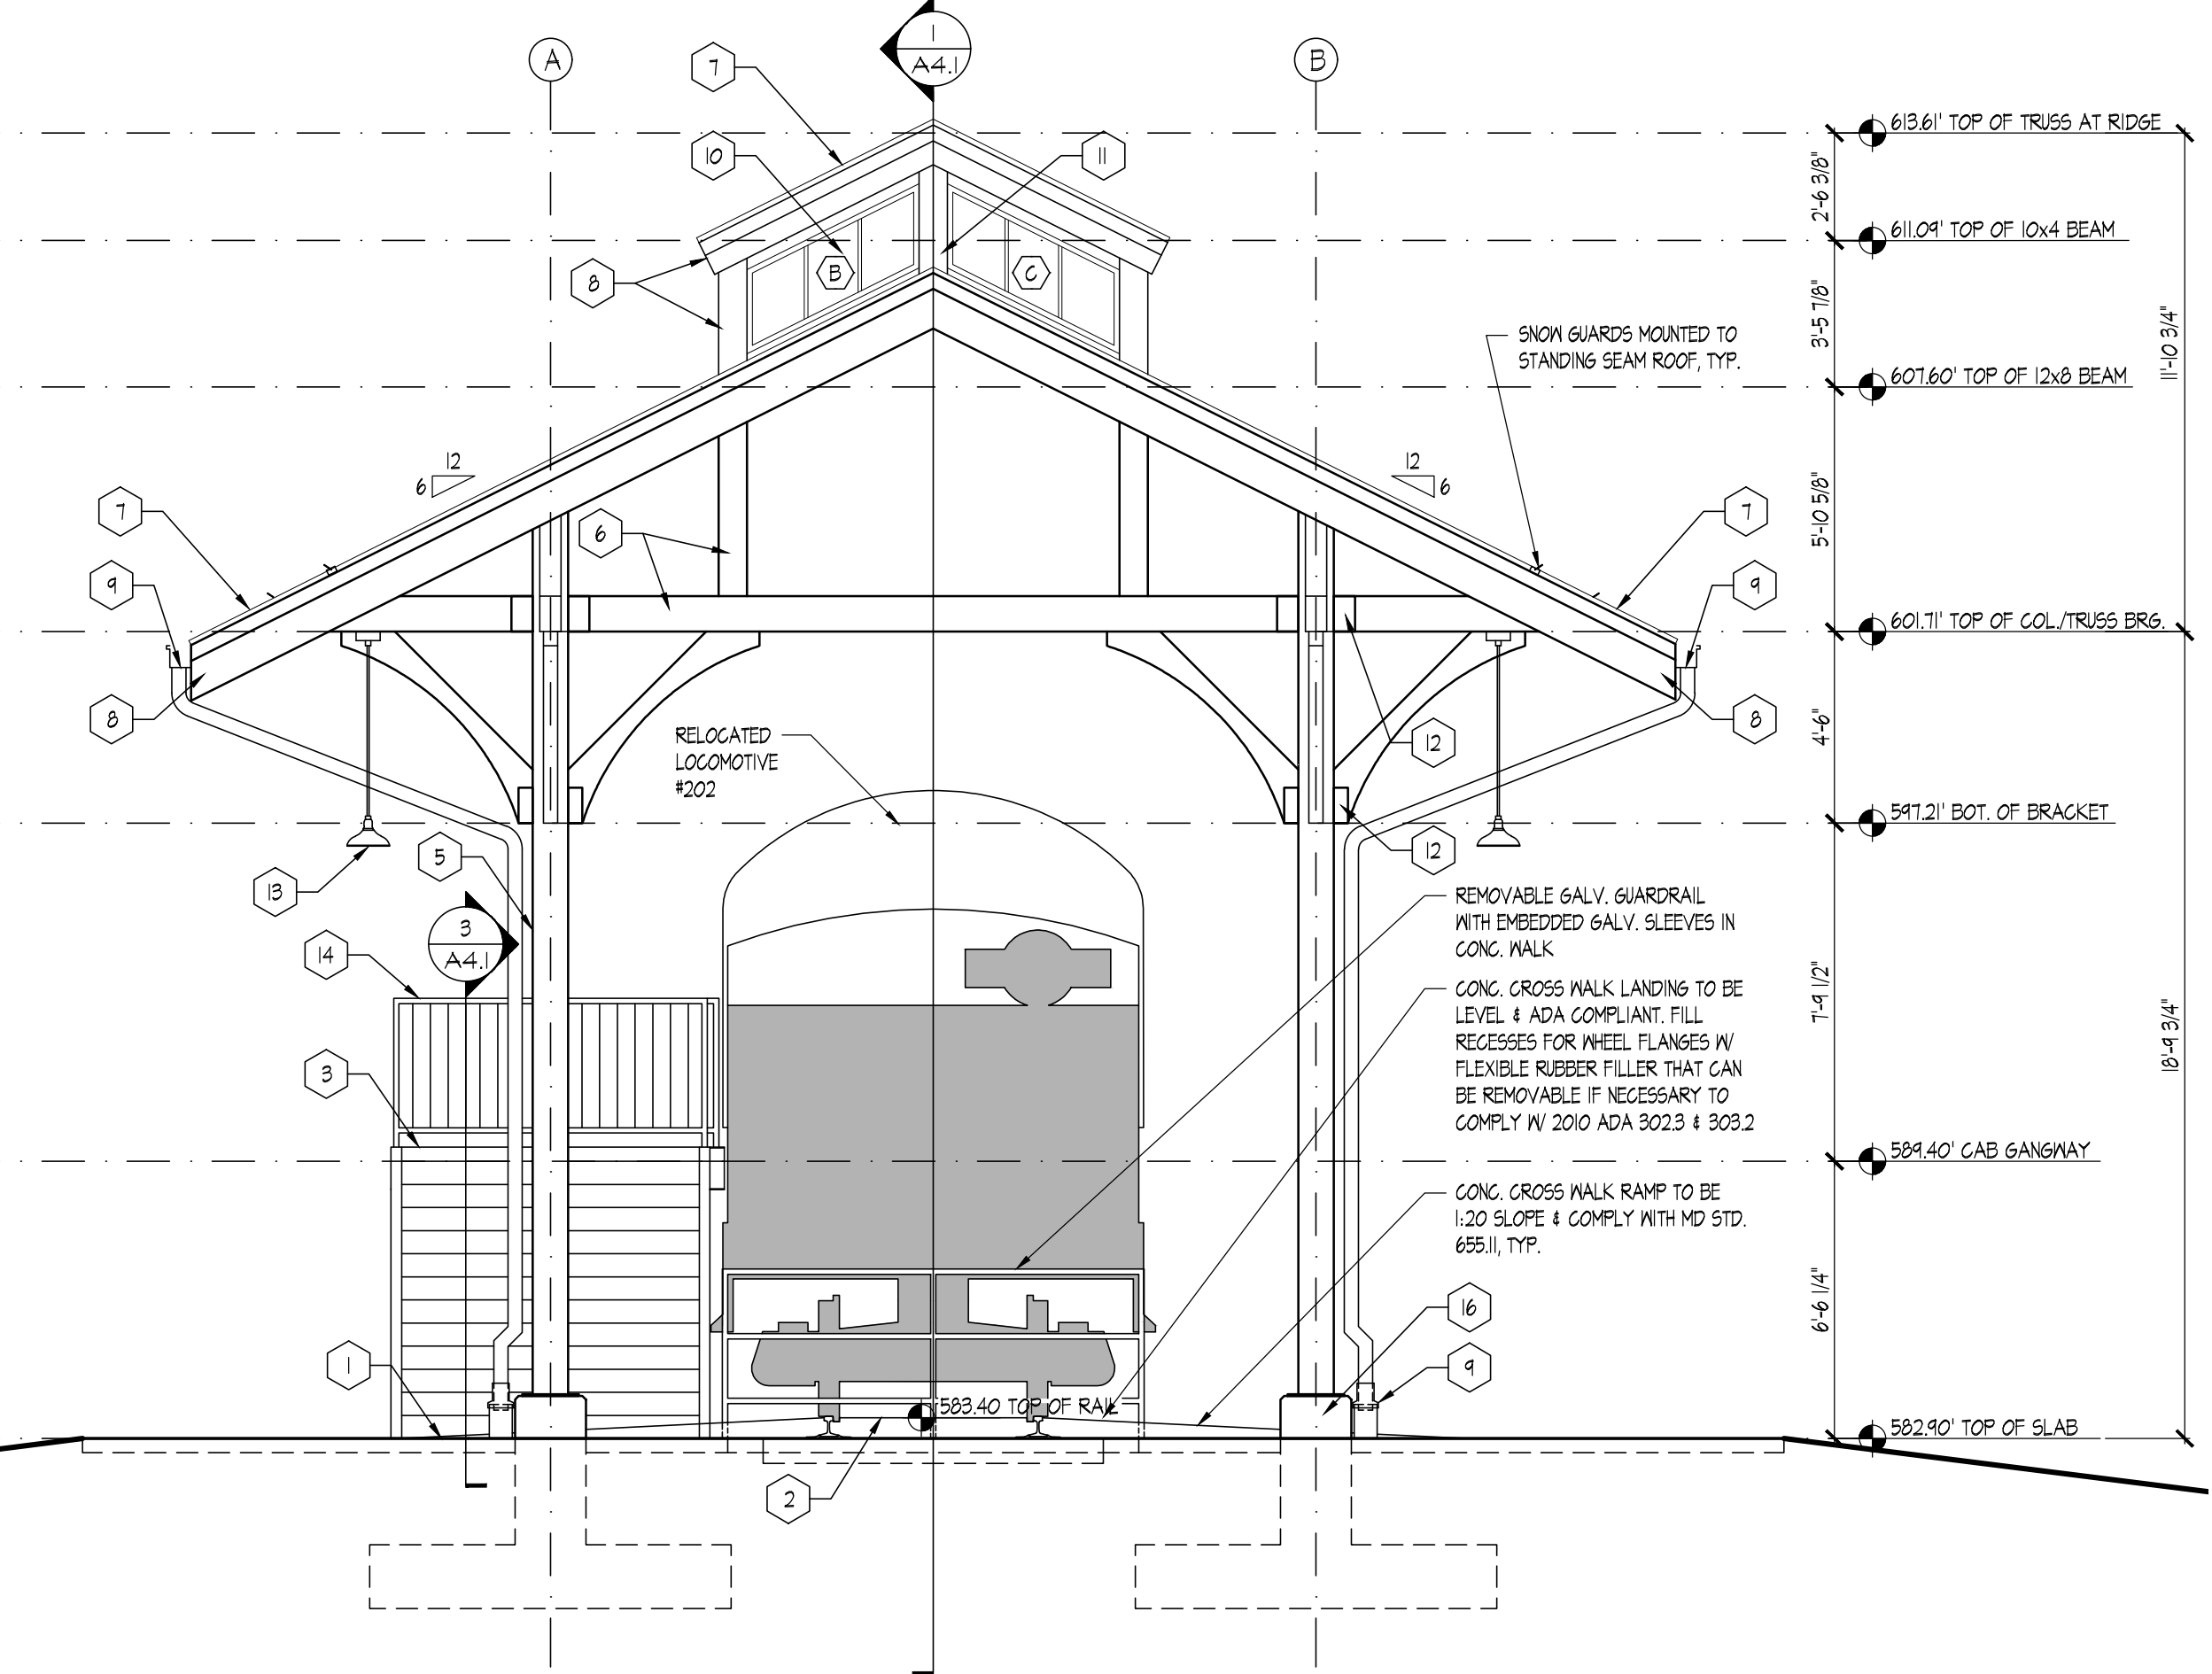 1
A4.1
A
B
7
10
11
613.61' TOP OF TRUSS AT RIDGE
2'-6 3/8"
611.09' TOP OF 10x4 BEAM
8
B
C
3'-5 7/8"
11'-10 3/4"
SNOW GUARDS MOUNTED TO
STANDING SEAM ROOF, TYP.
607.60' TOP OF 12x8 BEAM
12
6
12
6
5'-10 5/8"
7
6
7
9
9
601.71' TOP OF COL./TRUSS BRG.
8
8
4'-6"
RELOCATED
LOCOMOTIVE
#202
12
12
597.21' BOT. OF BRACKET
5
13
3
A4.1
14
3
REMOVABLE GALV. GUARDRAIL
WITH EMBEDDED GALV. SLEEVES IN
CONC. WALK
CONC. CROSS WALK LANDING TO BE
LEVEL & ADA COMPLIANT. FILL
RECESSES FOR WHEEL FLANGES W/
FLEXIBLE RUBBER FILLER THAT CAN
BE REMOVABLE IF NECESSARY TO
COMPLY W/ 2010 ADA 302.3 & 303.2
7'-9 1/2"
18'-9 3/4"
589.40' CAB GANGWAY
CONC. CROSS WALK RAMP TO BE
1:20 SLOPE & COMPLY WITH MD STD.
655.11, TYP.
6'-6 1/4"
16
1
9
583.40 TOP OF RAIL
582.90' TOP OF SLAB
2